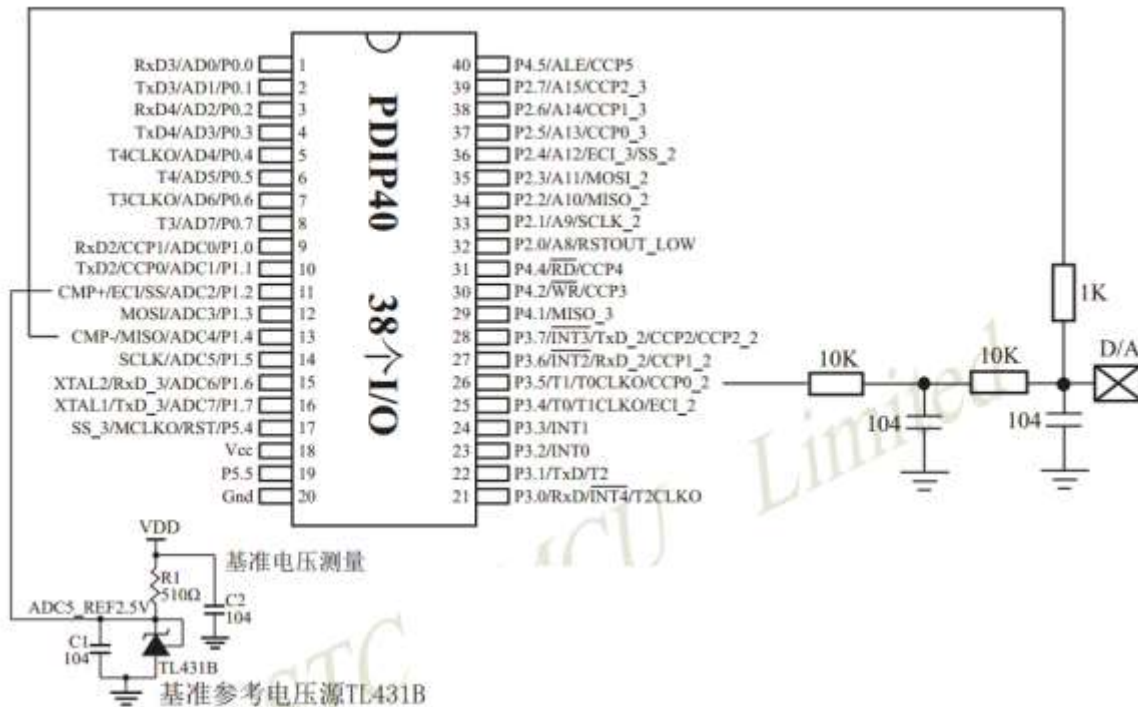 RxD3/AD0/P0.0 1 40 P4.5/ALE/CCP5
TxD3/AD1/P0.1 2 39 P2.7/A15/CCP2_3
RxD4/AD2/P0.2 3 38 P2.6/A14/CCP1_3
TxD4/AD3/P0.3 4 37 P2.5/A13/CCP0_3
T4CLKO/AD4/P0.4 5 36 P2.4/A12/ECI_3/SS_2
T4/AD5/P0.5 6 35 P2.3/A11/MOSI_2
T3CLKO/AD6/P0.6 7 34 P2.2/A10/MISO_2
T3/AD7/P0.7 8 33 P2.1/A9/SCLK_2
RxD2/CCP1/ADC0/P1.0 9 32 P2.0/A8/RSTOUT_LOW
TxD2/CCP0/ADC1/P1.1 10 31 P4.4/RD/CCP4
CMP+/ECI/SS/ADC2/P1.2 11 30 P4.2/WR/CCP3
MOSI/ADC3/P1.3 12 29 P4.1/MISO_3
CMP-/MISO/ADC4/P1.4 13 28 P3.7/INT3/TxD_2/CCP2/CCP2_2
SCLK/ADC5/P1.5 14 27 P3.6/INT2/RxD_2/CCP1_2
XTAL2/RxD_3/ADC6/P1.6 15 26 P3.5/T1/T0CLKO/CCP0_2
XTAL1/TxD_3/ADC7/P1.7 16 25 P3.4/T0/T1CLKO/ECI_2
SS_3/MCLKO/RST/P5.4 17 24 P3.3/INT1
Vcc 18 23 P3.2/INT0
P5.5 19 22 P3.1/TxD/T2
Gnd 20 21 P3.0/RxD/INT4/T2CLKO
PDIP40 38个I/O
1K
10K 10K D/A
104 104
VDD
基准电压测量
R1
510Ω
ADC5_REF2.5V
C2
104
C1
104
TL431B
基准参考电压源TL431B
STC MCU Limited